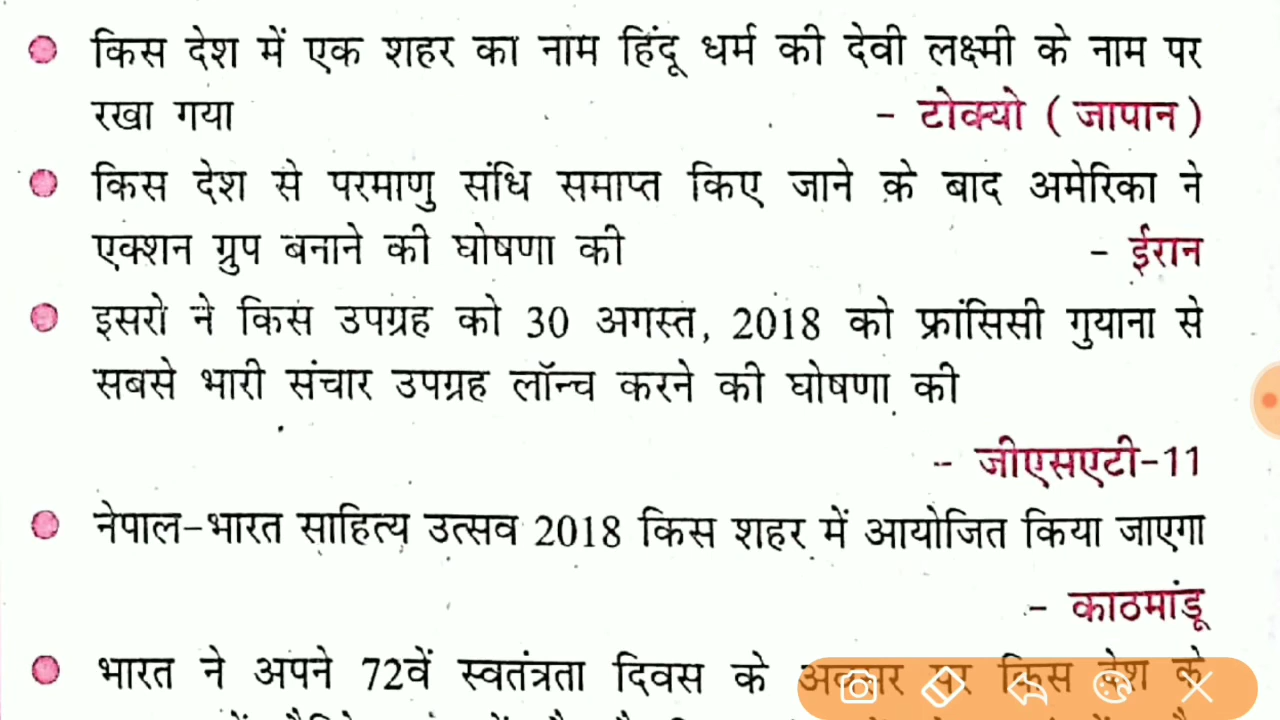 किस देश में एक शहर का नाम हिंदू धर्म की देवी लक्ष्मी के नाम पर
रखा गया - टोक्यो ( जापान )
किस देश से परमाणु संधि समाप्त किए जाने के बाद अमेरिका ने
एक्शन ग्रुप बनाने की घोषणा की - ईरान
इसरो ने किस उपग्रह को 30 अगस्त, 2018 को फ्रांसिसी गुयाना से
सबसे भारी संचार उपग्रह लॉन्च करने की घोषणा की
- जीएसएटी-11
नेपाल-भारत साहित्य उत्सव 2018 किस शहर में आयोजित किया जाएगा
- काठमांडू
भारत ने अपने 72वें स्वतंत्रता दिवस के अवसर पर किस देश के